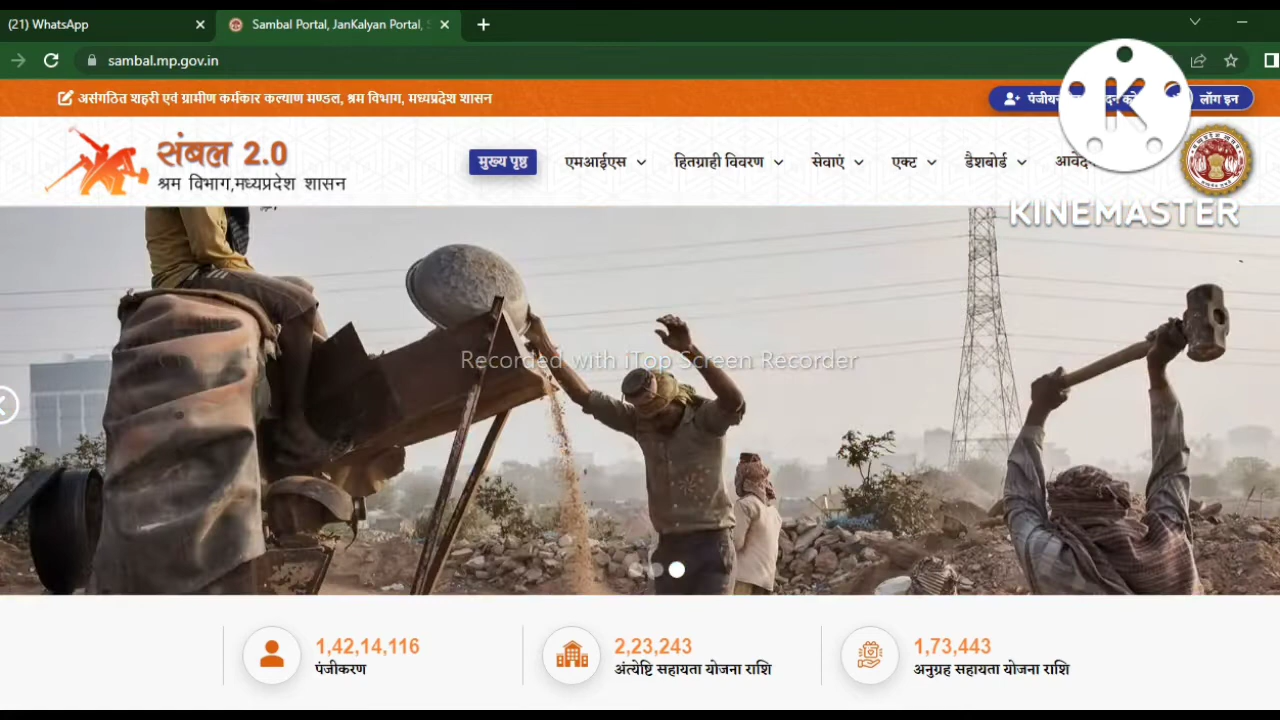 (21) WhatsApp
Sambal Portal, JanKalyan Portal,
sambal.mp.gov.in
असंगठित शहरी एवं ग्रामीण कर्मकार कल्याण मण्डल, श्रम विभाग, मध्यप्रदेश शासन
लॉग इन
संबल 2.0
श्रम विभाग,मध्यप्रदेश शासन
मुख्य पृष्ठ
एमआईएस
हितग्राही विवरण
सेवाएं
एक्ट
डैशबोर्ड
K
KINEMASTER
Recorded with iTop Screen Recorder
1,42,14,116
पंजीकरण
2,23,243
अंत्येष्टि सहायता योजना राशि
1,73,443
अनुग्रह सहायता योजना राशि